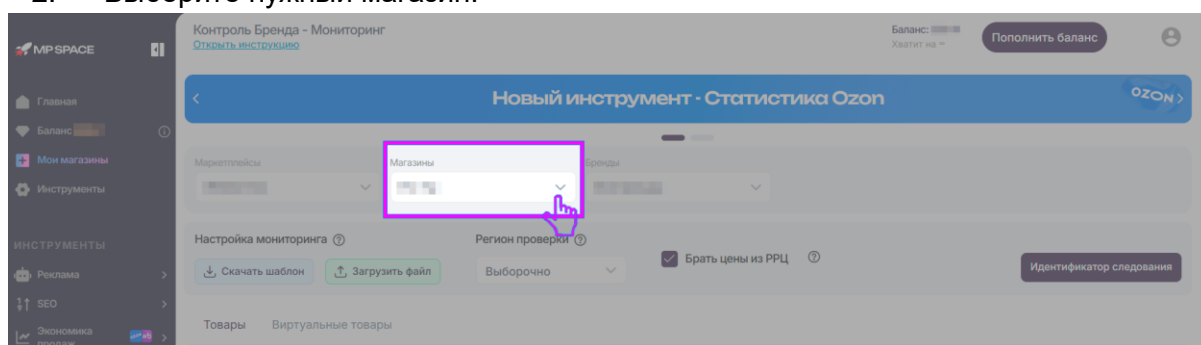 2. Выберите нужный магазин:
Контроль Бренда - Мониторинг
Открыть инструкцию
Баланс:
Хватит на ~
Пополнить баланс
MP SPACE
Главная
Баланс
Мои магазины
Инструменты
ИНСТРУМЕНТЫ
Реклама
SEO
Экономика
продаж
Новый инструмент - Статистика Ozon
OZON
Маркетплейсы
Магазины
Бренды
Настройка мониторинга
Скачать шаблон
Загрузить файл
Регион проверки
Выборочно
Брать цены из РРЦ
Идентификатор следования
Товары Виртуальные товары